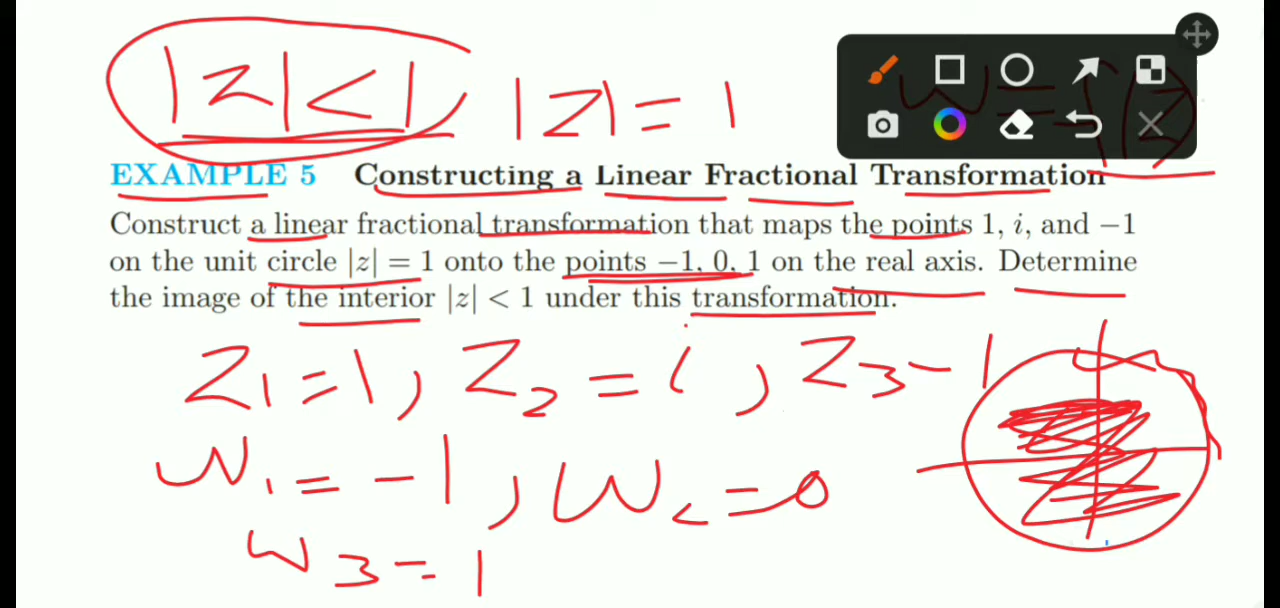 |z|<1, |z|=1 W=f(z)
EXAMPLE 5 Constructing a Linear Fractional Transformation
Construct a linear fractional transformation that maps the points 1, i, and −1
on the unit circle |z| = 1 onto the points −1, 0, 1 on the real axis. Determine
the image of the interior |z| < 1 under this transformation.
Z1=1, Z2=i, Z3-1
W1=-1, W2=0
W3=1